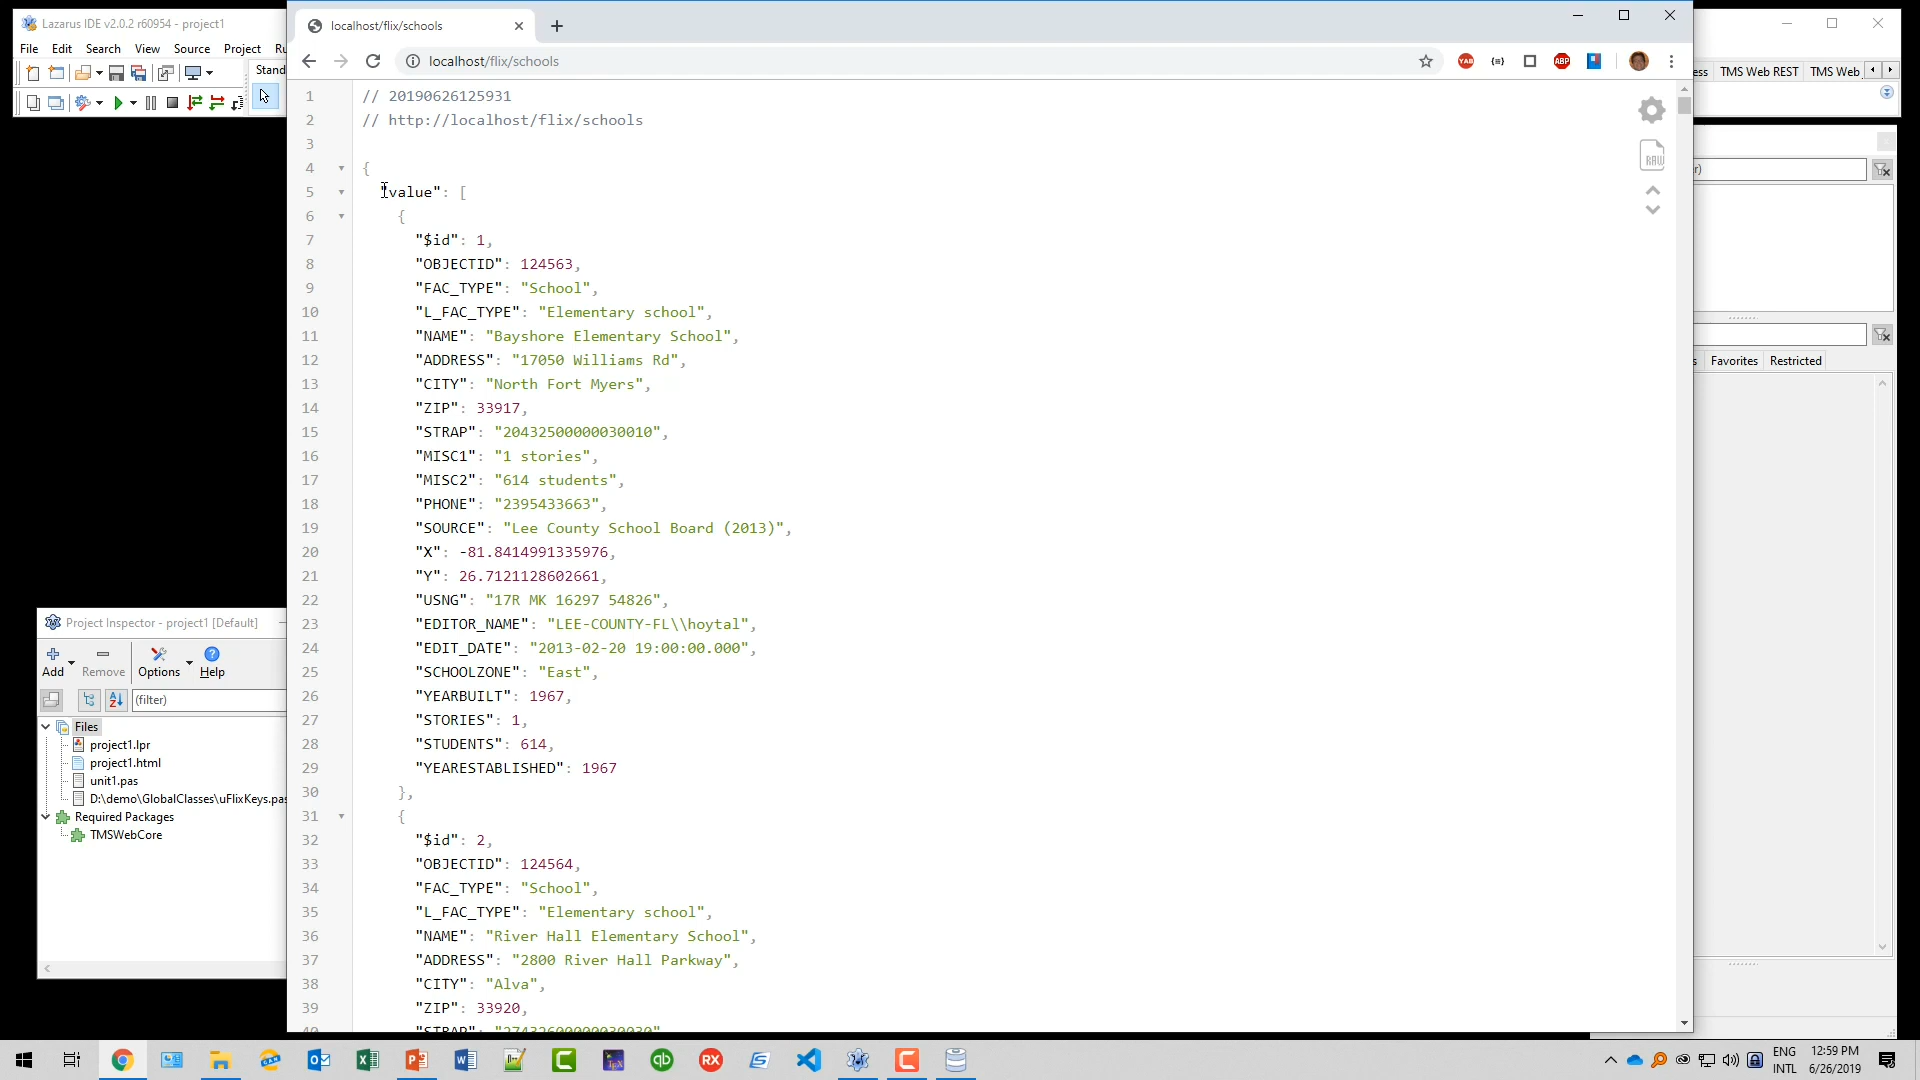 Lazarus IDE v2.0.2 r60954 - project1
File Edit Search View Source Project Ru
Stand
localhost/flix/schools
localhost/flix/schools
YAB
ABP
ess TMS Web REST TMS Web
r)
s Favorites Restricted
RAW
1 // 20190626125931
2 // http://localhost/flix/schools
3
4 {
5 "value": [
6 {
7 "$id": 1,
8 "OBJECTID": 124563,
9 "FAC_TYPE": "School",
10 "L_FAC_TYPE": "Elementary school",
11 "NAME": "Bayshore Elementary School",
12 "ADDRESS": "17050 Williams Rd",
13 "CITY": "North Fort Myers",
14 "ZIP": 33917,
15 "STRAP": "20432500000030010",
16 "MISC1": "1 stories",
17 "MISC2": "614 students",
18 "PHONE": "2395433663",
19 "SOURCE": "Lee County School Board (2013)",
20 "X": -81.8414991335976,
21 "Y": 26.7121128602661,
22 "USNG": "17R MK 16297 54826",
23 "EDITOR_NAME": "LEE-COUNTY-FL\\hoytal",
24 "EDIT_DATE": "2013-02-20 19:00:00.000",
25 "SCHOOLZONE": "East",
26 "YEARBUILT": 1967,
27 "STORIES": 1,
28 "STUDENTS": 614,
29 "YEARESTABLISHED": 1967
30 },
31 {
32 "$id": 2,
33 "OBJECTID": 124564,
34 "FAC_TYPE": "School",
35 "L_FAC_TYPE": "Elementary school",
36 "NAME": "River Hall Elementary School",
37 "ADDRESS": "2800 River Hall Parkway",
38 "CITY": "Alva",
39 "ZIP": 33920,
40 "STRAP": "27432600000030030"
Project Inspector - project1 [Default]
Add Remove Options Help
(filter)
Files
project1.lpr
project1.html
unit1.pas
D:\demo\GlobalClasses\uFlixKeys.pas
Required Packages
TMSWebCore
ENG
INTL
12:59 PM
6/26/2019